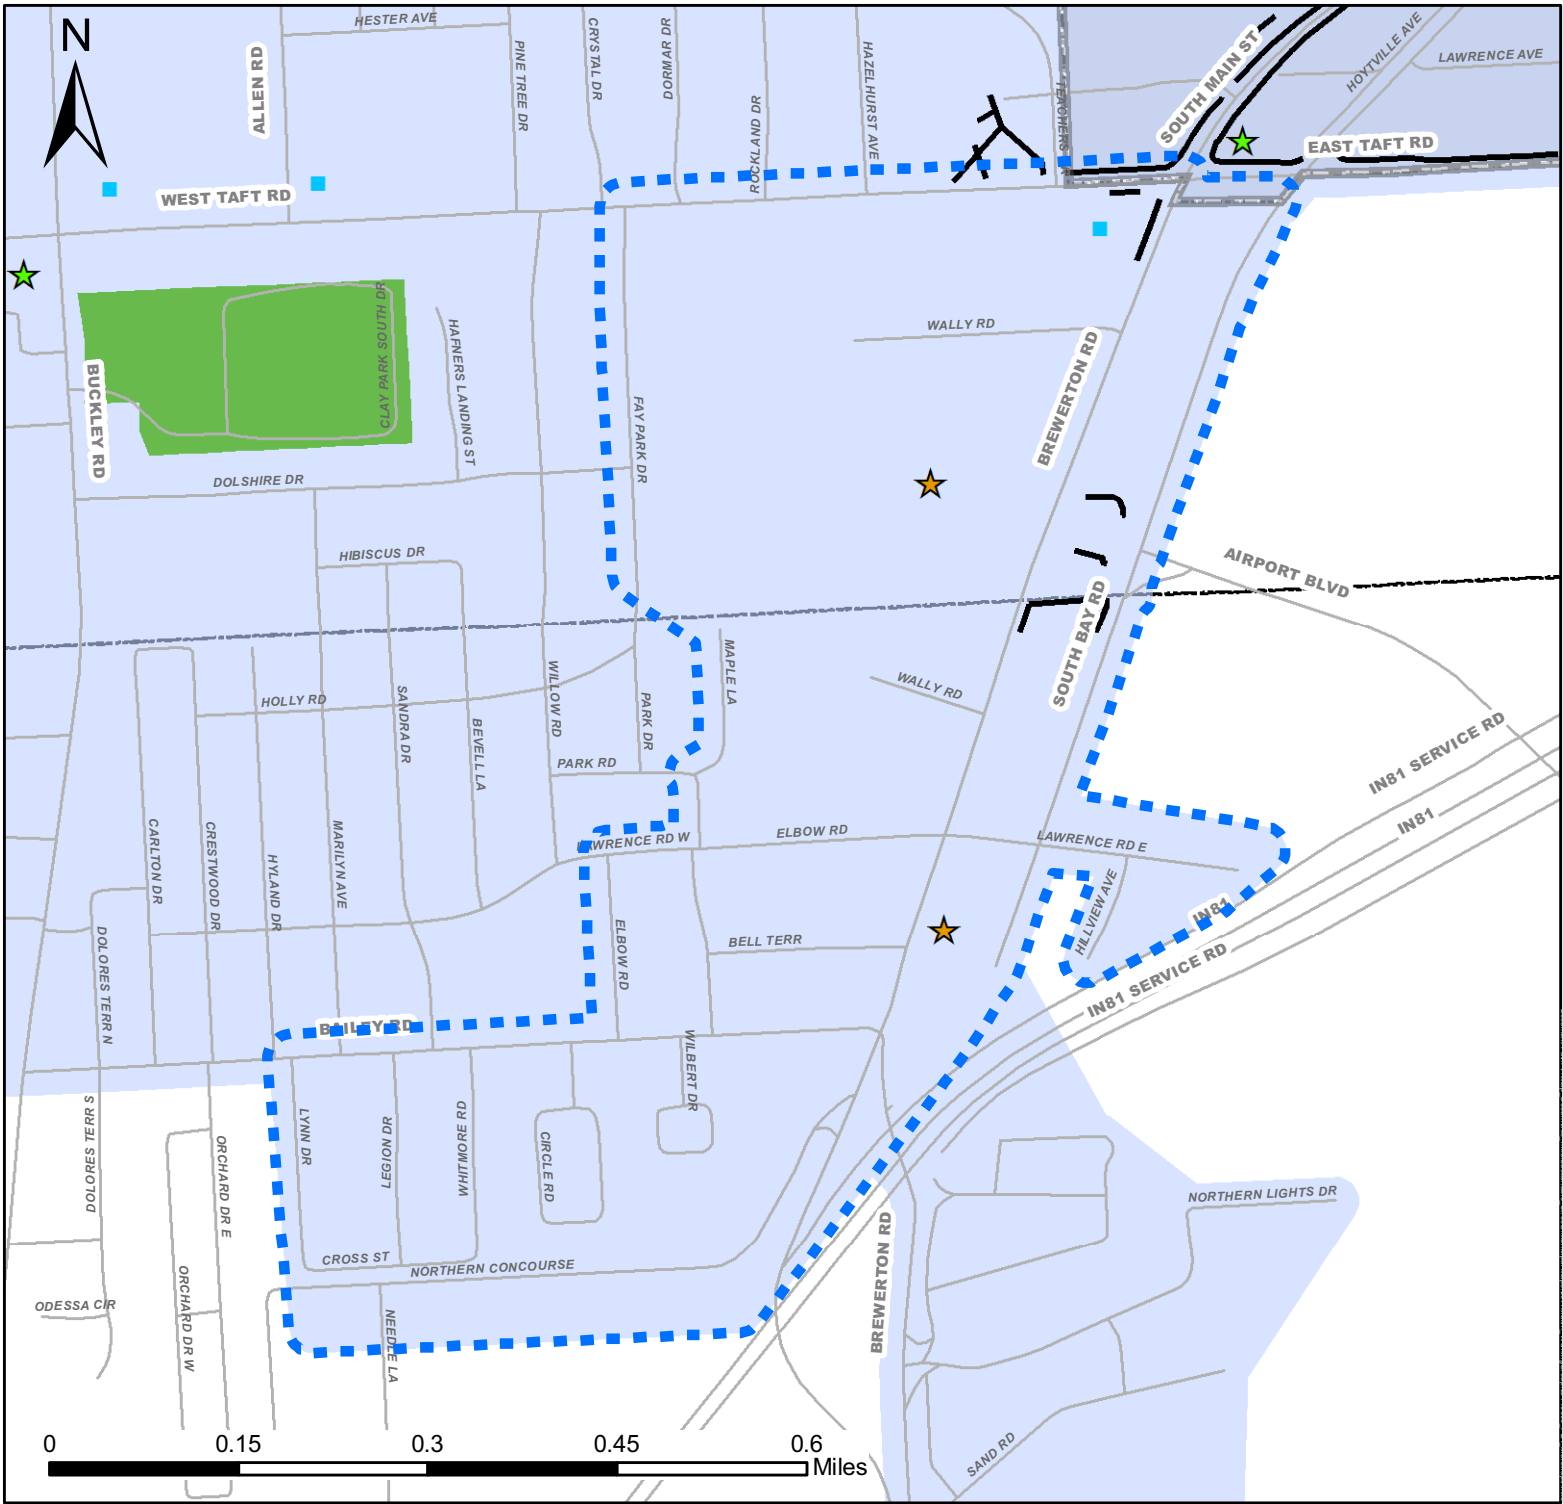 N
HESTER AVE
ALLEN RD
PINE TREE DR
CRYSTAL DR
DORMAR DR
ROCKLAND DR
HAZELHURST AVE
TEACHERS
SOUTH MAIN ST
HOYTVILLE AVE
LAWRENCE AVE
EAST TAFT RD
WEST TAFT RD
BUCKLEY RD
CLAY PARK SOUTH DR
HAFNERS LANDING ST
FAY PARK DR
WALLY RD
BREWERTON RD
DOLSHIRE DR
HIBISCUS DR
AIRPORT BLVD
SOUTH BAY RD
HOLLY RD
SANDRA DR
BEVELL LA
WILLOW RD
PARK DR
MAPLE LA
WALLY RD
PARK RD
IN81 SERVICE RD
IN81
CARLTON DR
CRESTWOOD DR
HYLAND DR
MARILYN AVE
LAWRENCE RD W
ELBOW RD
LAWRENCE RD E
HILLVIEW AVE
IN81
IN81 SERVICE RD
DOLORES TERR N
ELBOW RD
BELL TERR
BAILEY RD
WILBERT DR
DOLORES TERR S
ORCHARD DR E
LYNN DR
LEGION DR
WHITMORE RD
CIRCLE RD
CROSS ST
NORTHERN CONCOURSE
NORTHERN LIGHTS DR
BREWERTON RD
ODESSA CIR
ORCHARD DR W
NEEDLE LA
SAND RD
0 0.15 0.3 0.45 0.6
Miles